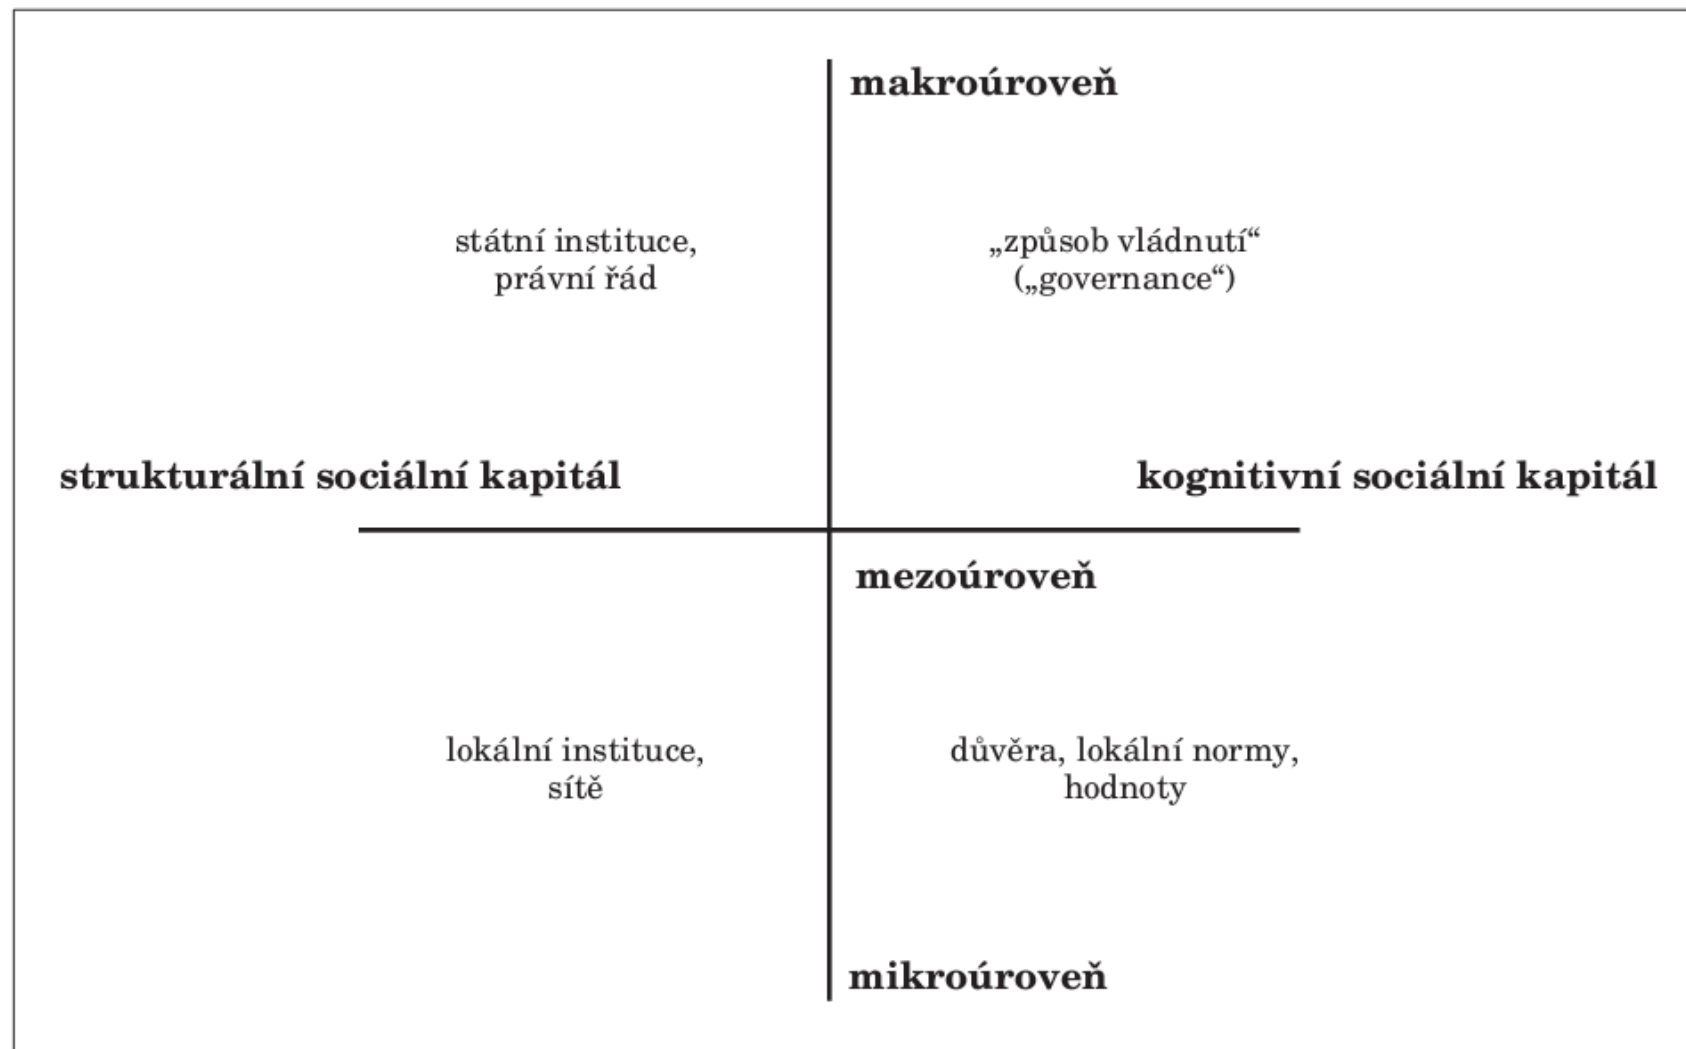 makroúroveň
státní instituce,
právní řád
„způsob vládnutí“
(„governance“)
strukturální sociální kapitál
kognitivní sociální kapitál
mezoúroveň
lokální instituce,
sítě
důvěra, lokální normy,
hodnoty
mikroúroveň